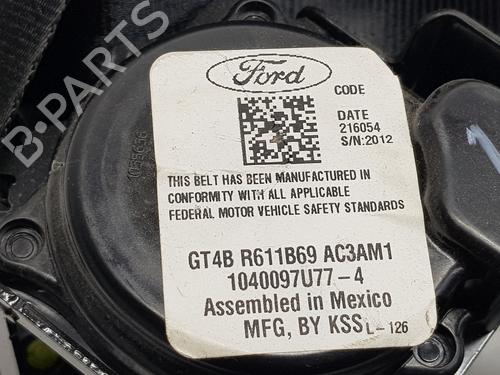 Ford
CODE
DATE
216054
S/N:2012
THIS BELT HAS BEEN MANUFACTURED IN
CONFORMITY WITH ALL APPLICABLE
FEDERAL MOTOR VEHICLE SAFETY STANDARDS
GT4B R611B69 AC3AM1
1040097U77-4
Assembled in Mexico
MFG, BY KSS L-126
B-PARTS